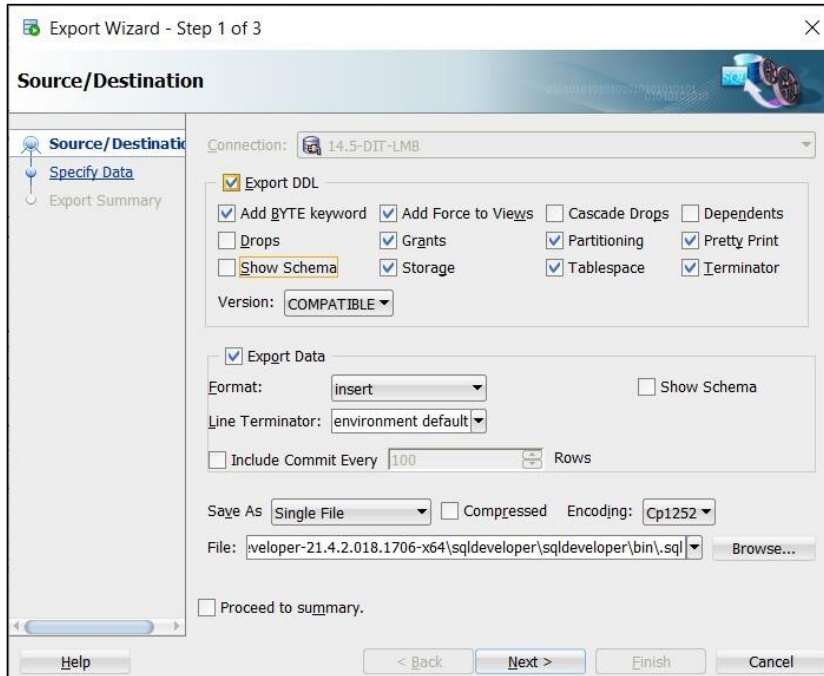 Export Wizard - Step 1 of 3
Source/Destination
Source/Destinatio
Specify Data
Export Summary
Connection: 14.5-DIT-LMB
Export DDL
Add BYTE keyword Add Force to Views Cascade Drops Dependents
Drops Grants Partitioning Pretty Print
Show Schema Storage Tablespace Terminator
Version: COMPATIBLE
Export Data
Format: insert Show Schema
Line Terminator: environment default
Include Commit Every 100 Rows
Save As Single File Compressed Encoding: Cp1252
File: eveloper-21.4.2.018.1706-x64\sqldeveloper\sqldeveloper\bin\.sql Browse...
Proceed to summary.
Help < Back Next > Finish Cancel